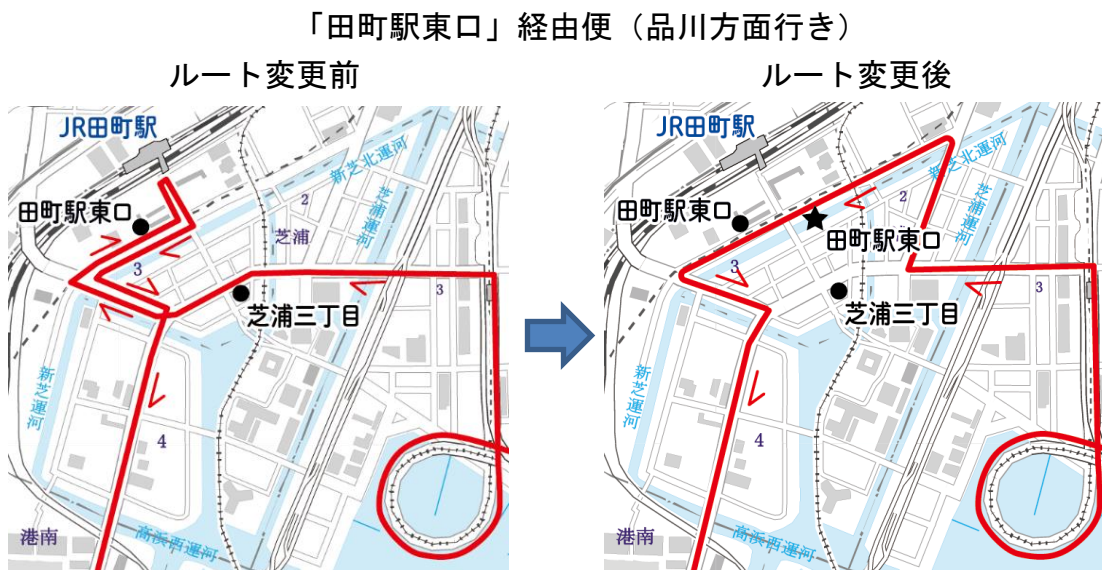 「田町駅東口」経由便（品川方面行き）
ルート変更前
JR田町駅
新芝北運河
2
田町駅東口
芝浦
芝浦運河
3
3
芝浦三丁目
新芝運河
4
港南
高浜西運河
ルート変更後
JR田町駅
新芝北運河
2
田町駅東口
芝浦運河
田町駅東口
3
3
芝浦三丁目
新芝運河
4
港南
高浜西運河